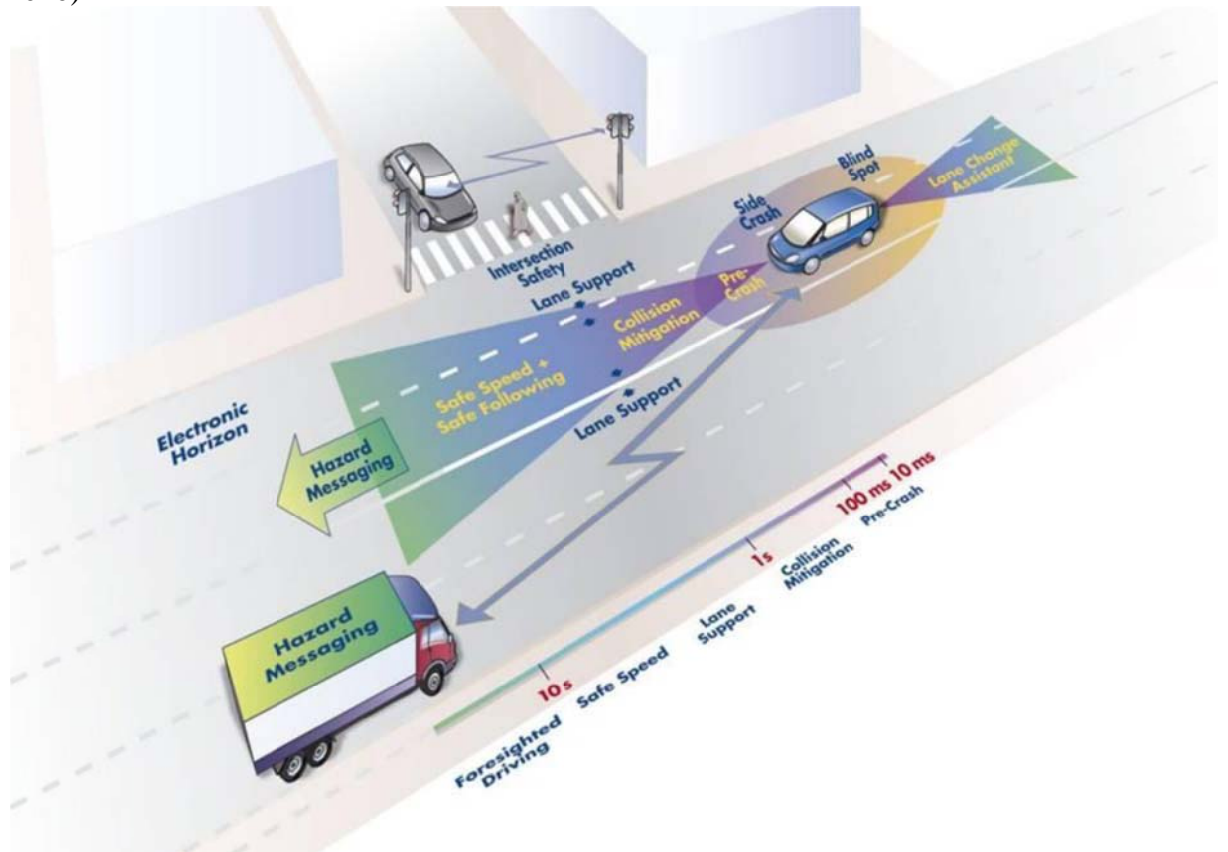 Blind
Spot
Lane Change
Assistant
Side
Crash
Intersection
Safety
Lane Support
Pre-
Crash
Collision
Mitigation
Safe Speed +
Safe Following
Lane Support
Electronic
Horizon
Hazard
Messaging
Hazard
Messaging
10 ms
100 ms
Pre-Crash
1s
Collision
Mitigation
Lane
Support
Safe Speed
10s
Foresighted
Driving